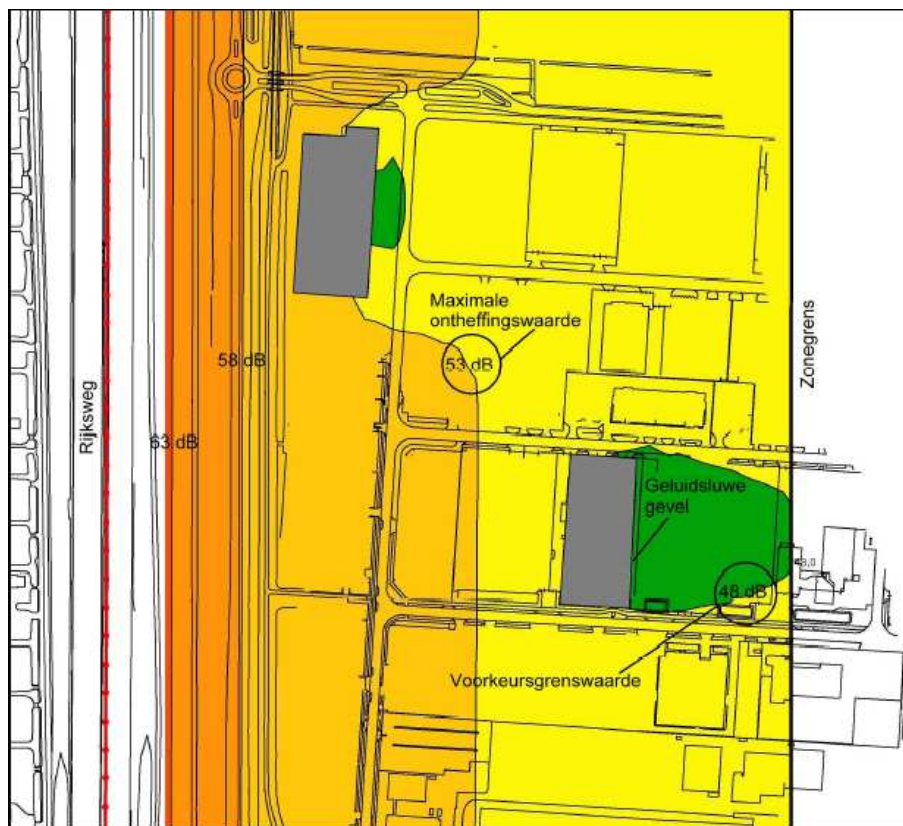 Maximale
ontheffingswaarde
53 dB
58 dB
63 dB
Rijksweg
Zonegrens
Geluidsluwe
gevel
48 dB
Voorkeursgrenswaarde